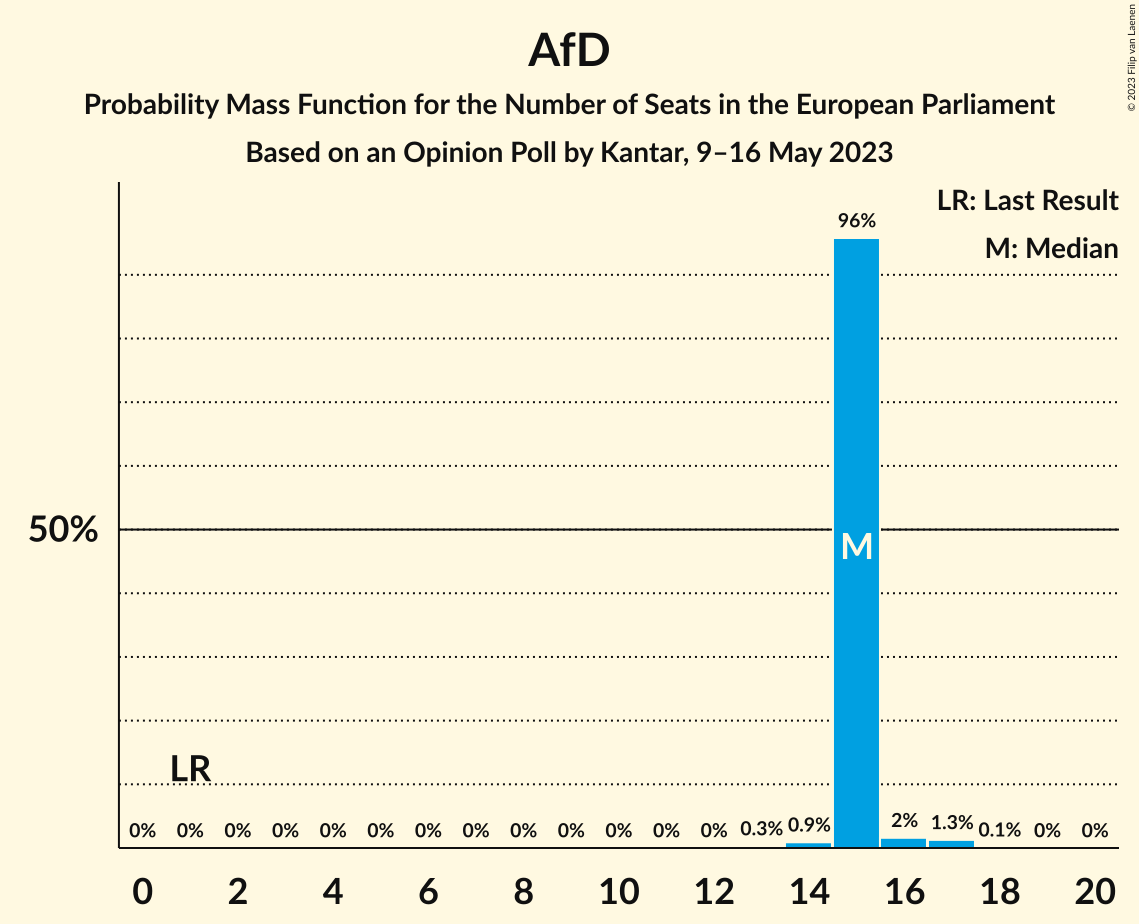 AfD
Probability Mass Function for the Number of Seats in the European Parliament
Based on an Opinion Poll by Kantar, 9–16 May 2023
© 2023 Filip van Laenen
LR: Last Result
M: Median
96%
50%
M
LR
0% 0% 0% 0% 0% 0% 0% 0% 0% 0% 0% 0% 0% 0.3% 0.9% 2% 1.3% 0.1% 0% 0%
0 2 4 6 8 10 12 14 16 18 20